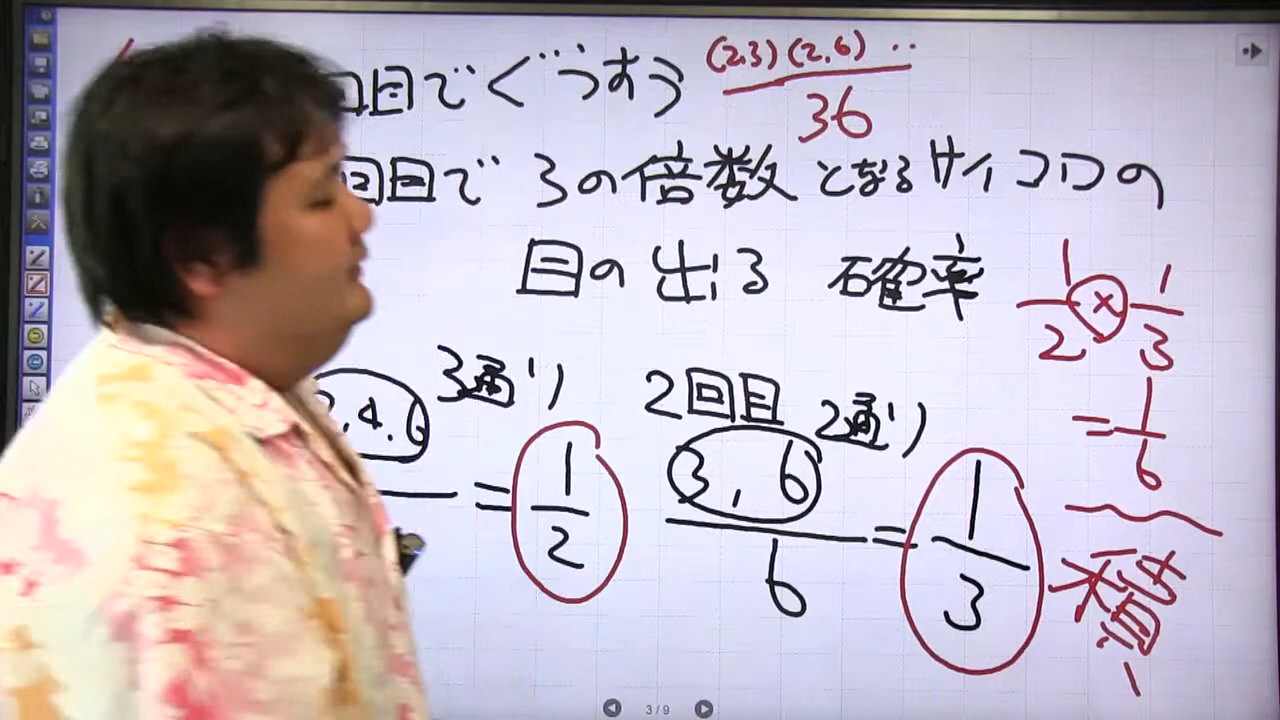 回目でぐうすう (2,3)(2,6)‥
36
回目で3の倍数となるサイコロの
目の出る 確率
1/2 × 1/3
= 1/6
,4,6 3通り = 1/2
2回目 2通り
3, 6 / 6 = 1/3
積
3 / 9